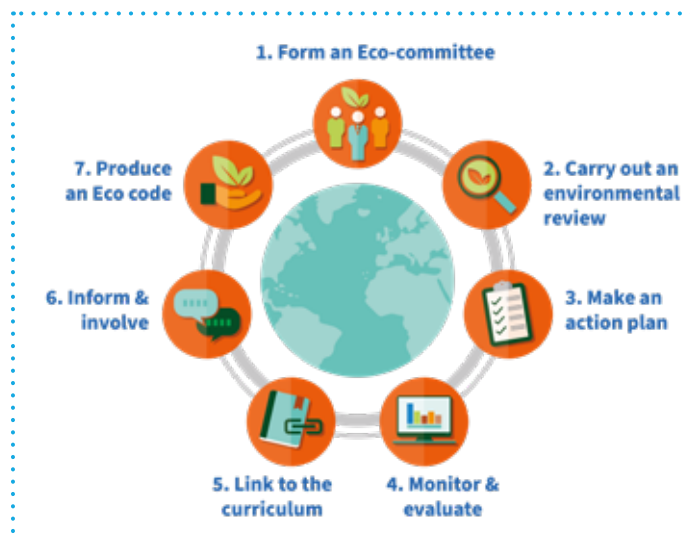 1. Form an Eco-committee
2. Carry out an
environmental
review
3. Make an
action plan
4. Monitor &
evaluate
5. Link to the
curriculum
6. Inform &
involve
7. Produce
an Eco code